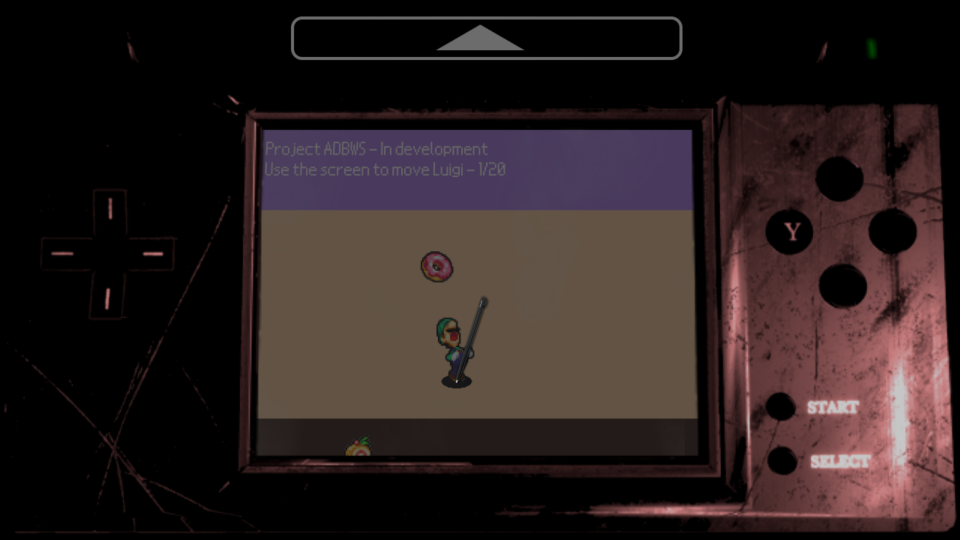 Project ADBWS – In development
Use the screen to move Luigi – 1/20
Y
START
SELECT